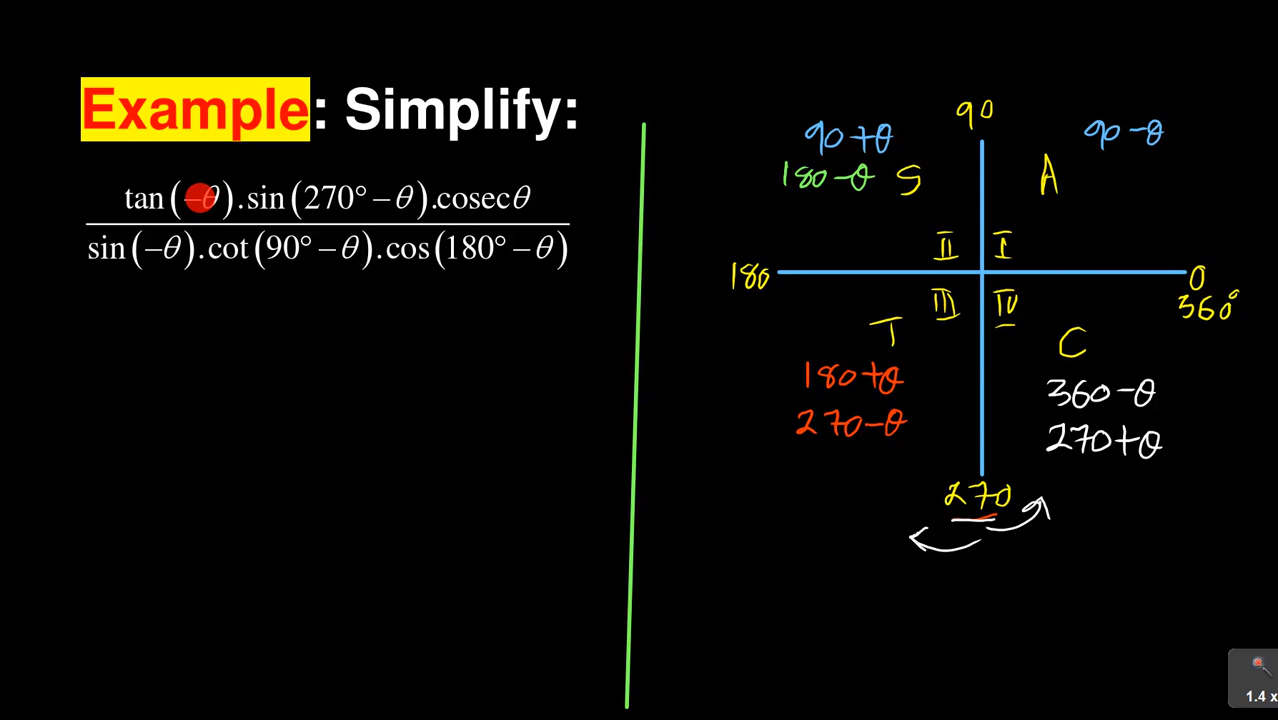 Example: Simplify:
tan(−θ).sin(270° − θ).cosecθ
sin(−θ).cot(90° − θ).cos(180° − θ)
90
90+θ
90-θ
180-θ S
A
II I
180
0
360°
III IV
T
C
180+θ
360-θ
270-θ
270+θ
270
1.4 x